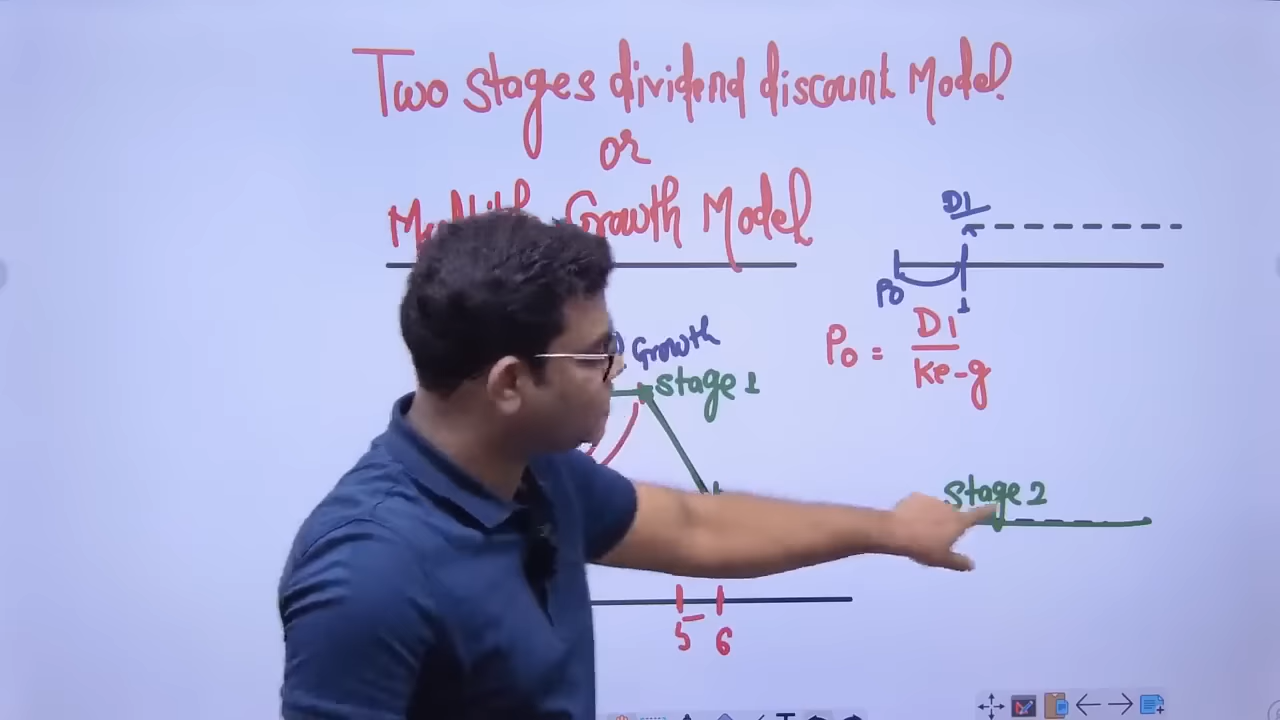 Two stages dividend discount Model
or
Growth Model
D1
P0
1
P0 = D1 / Ke-g
Growth
Stage 1
Stage 2
5 6